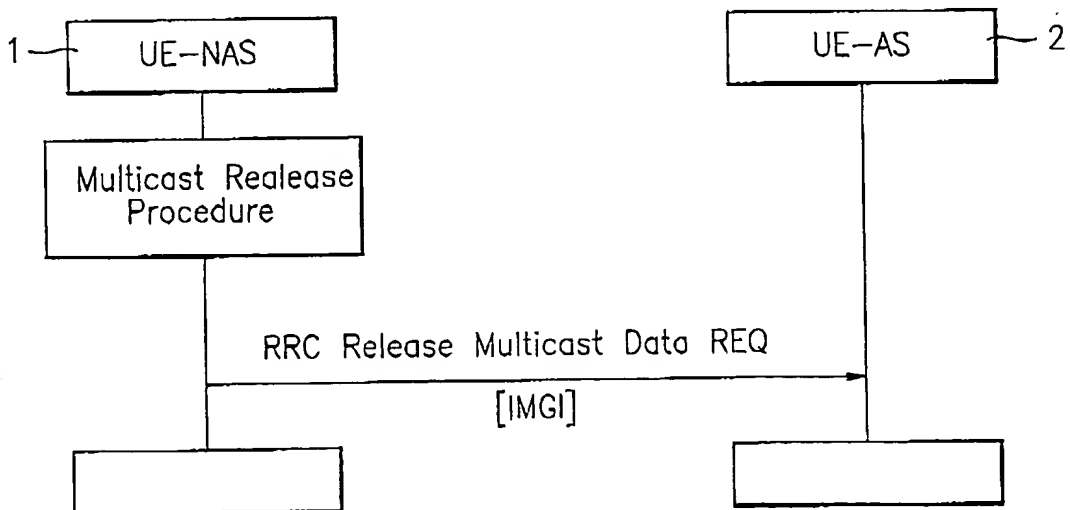 1
UE-NAS
UE-AS
2
Multicast Realease
Procedure
RRC Release Multicast Data REQ
[IMGI]